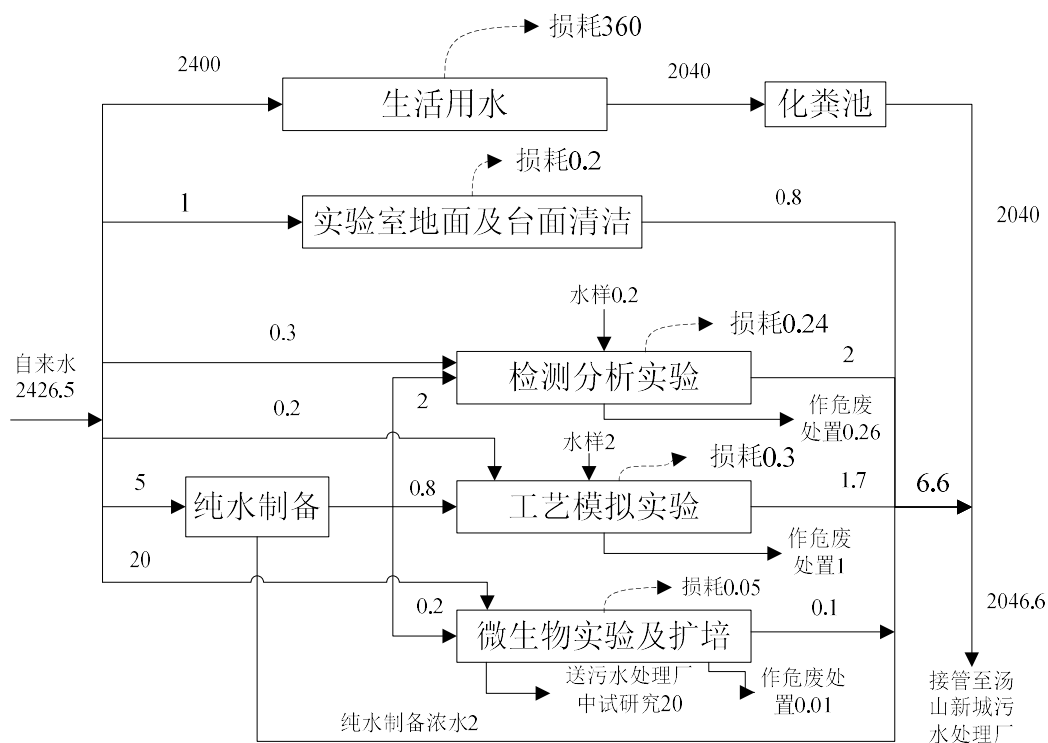 损耗360
2400
生活用水
2040
化粪池
损耗0.2
1
实验室地面及台面清洁
0.8
2040
水样0.2
损耗0.24
0.3
检测分析实验
2
自来水
2426.5
2
作危废
处置0.26
0.2
水样2
损耗0.3
5
纯水制备
0.8
工艺模拟实验
1.7
6.6
作危废
处置1
20
损耗0.05
0.2
微生物实验及扩培
0.1
2046.6
送污水处理厂
中试研究20
作危废处
置0.01
接管至汤
山新城污
水处理厂
纯水制备浓水2